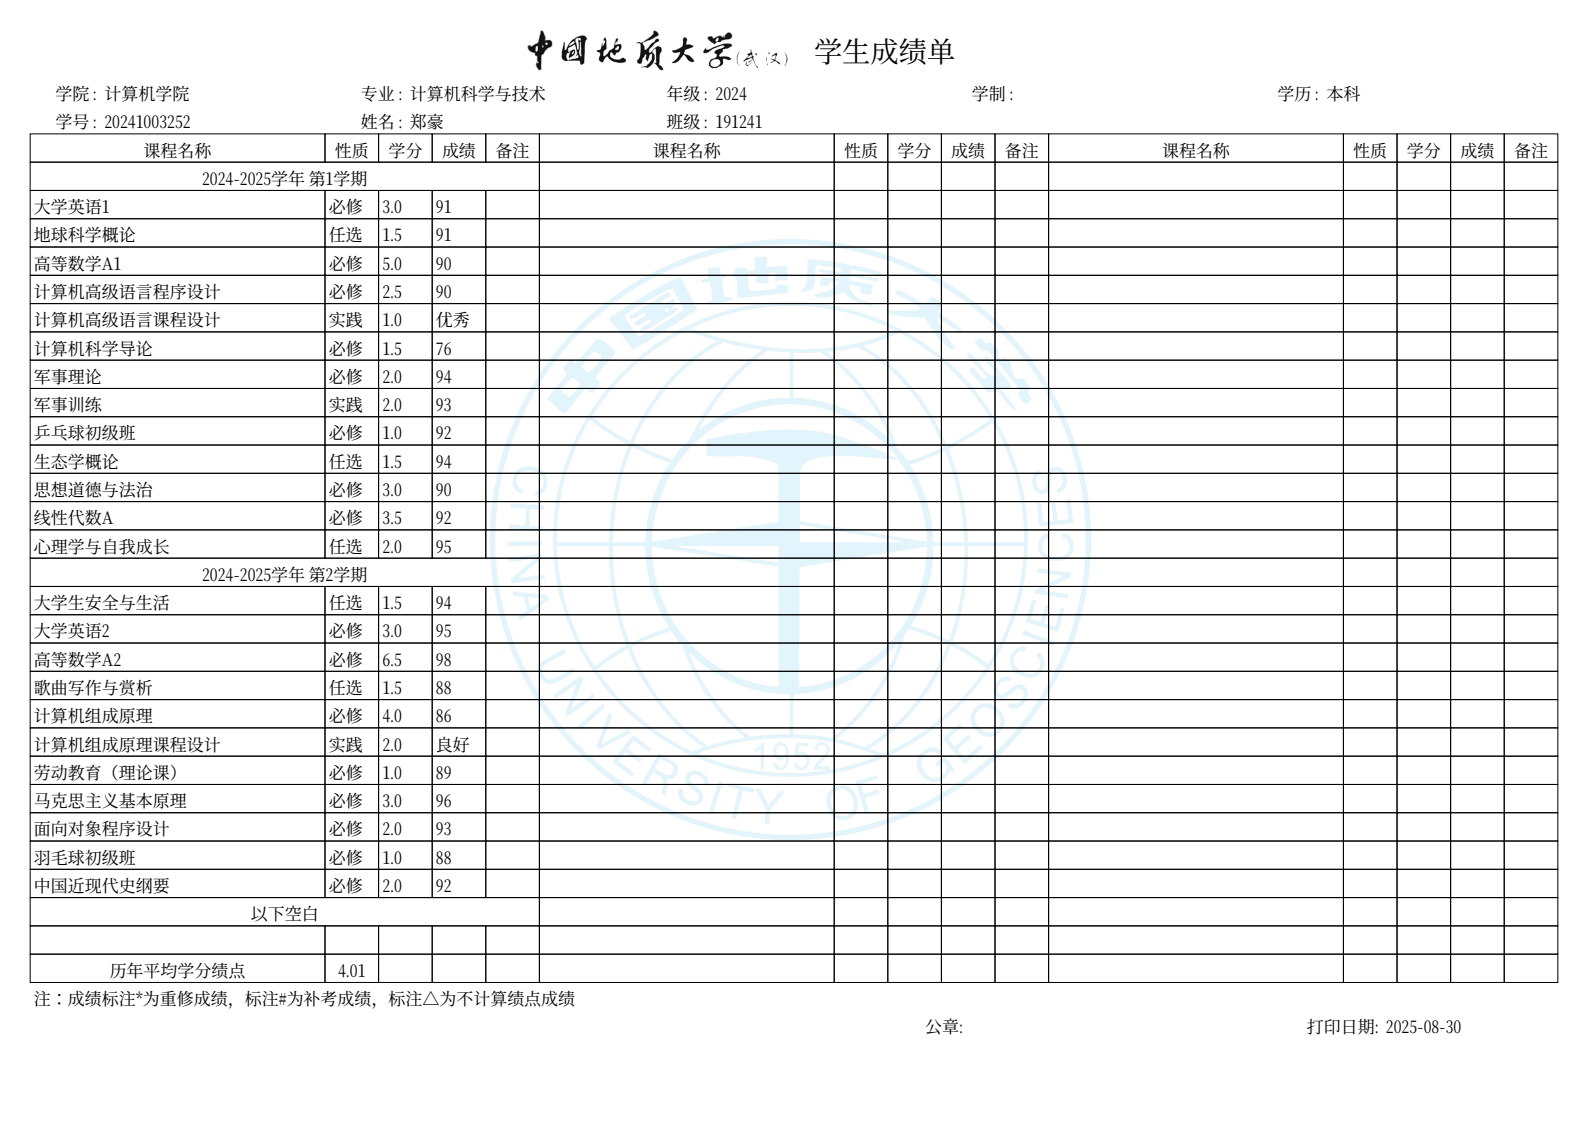 中國地质大学(武汉) 学生成绩单
学院: 计算机学院 专业: 计算机科学与技术 年级: 2024 学制: 学历: 本科
学号: 20241003252 姓名: 郑豪 班级: 191241
课程名称 性质 学分 成绩 备注 课程名称 性质 学分 成绩 备注 课程名称 性质 学分 成绩 备注
2024-2025学年 第1学期
大学英语1 必修 3.0 91
地球科学概论 任选 1.5 91
高等数学A1 必修 5.0 90
计算机高级语言程序设计 必修 2.5 90
计算机高级语言课程设计 实践 1.0 优秀
计算机科学导论 必修 1.5 76
军事理论 必修 2.0 94
军事训练 实践 2.0 93
乒乓球初级班 必修 1.0 92
生态学概论 任选 1.5 94
思想道德与法治 必修 3.0 90
线性代数A 必修 3.5 92
心理学与自我成长 任选 2.0 95
2024-2025学年 第2学期
大学生安全与生活 任选 1.5 94
大学英语2 必修 3.0 95
高等数学A2 必修 6.5 98
歌曲写作与赏析 任选 1.5 88
计算机组成原理 必修 4.0 86
计算机组成原理课程设计 实践 2.0 良好
劳动教育（理论课） 必修 1.0 89
马克思主义基本原理 必修 3.0 96
面向对象程序设计 必修 2.0 93
羽毛球初级班 必修 1.0 88
中国近现代史纲要 必修 2.0 92
以下空白
历年平均学分绩点 4.01
注：成绩标注*为重修成绩，标注#为补考成绩，标注△为不计算绩点成绩
公章: 打印日期: 2025-08-30
中国地质大学
CHINA UNIVERSITY OF GEOSCIENCES
1952